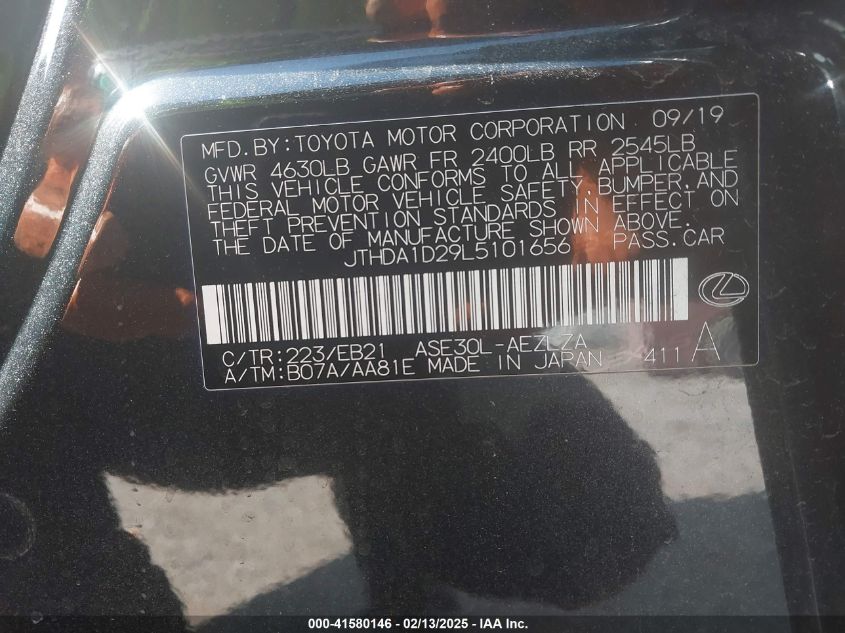 MFD.BY:TOYOTA MOTOR CORPORATION 09/19
GVWR 4630LB GAWR FR 2400LB RR 2545LB
THIS VEHICLE CONFORMS TO ALL APPLICABLE
FEDERAL MOTOR VEHICLE SAFETY,BUMPER,AND
THEFT PREVENTION STANDARDS IN EFFECT ON
THE DATE OF MANUFACTURE SHOWN ABOVE.
JTHDA1D29L5101656 PASS.CAR
C/TR:223/EB21 ASE30L-AEZLZA
A/TM:B07A/AA81E MADE IN JAPAN 411 A
000-41580146 - 02/13/2025 - IAA Inc.